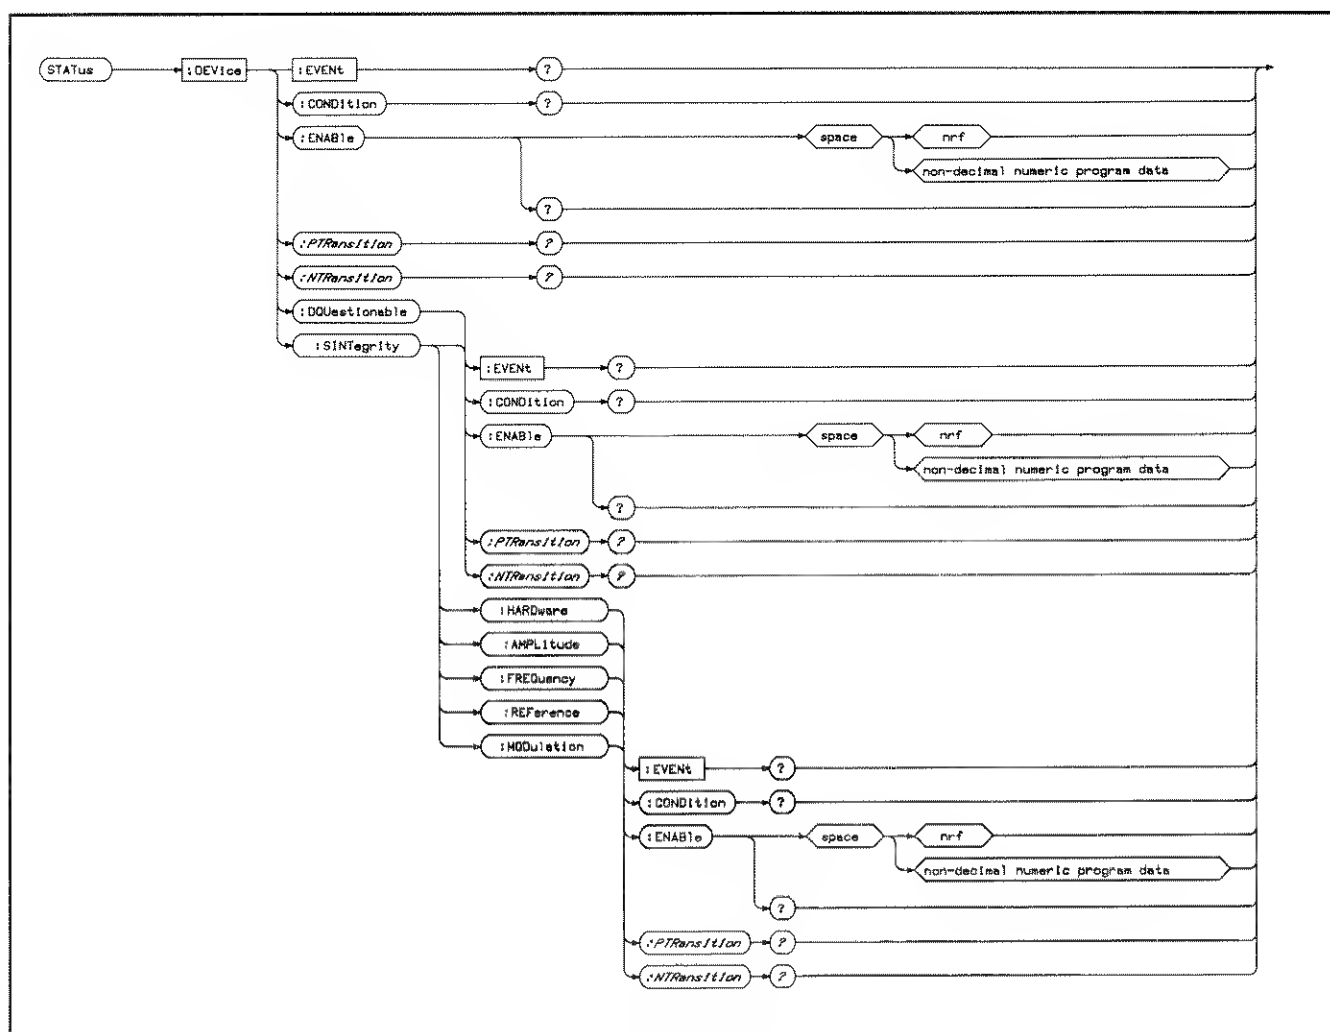 STATus :DEVice :EVENt ?
:CONDition ?
:ENABle space nrf
non-decimal numeric program data
?
:PTRansition ?
:NTRansition ?
:DQUestionable
:SINTegrity
:EVENt ?
:CONDition ?
:ENABle space nrf
non-decimal numeric program data
?
:PTRansition ?
:NTRansition ?
:HARDware
:AMPLitude
:FREQuency
:REFerence
:MODulation
:EVENt ?
:CONDition ?
:ENABle space nrf
non-decimal numeric program data
?
:PTRansition ?
:NTRansition ?